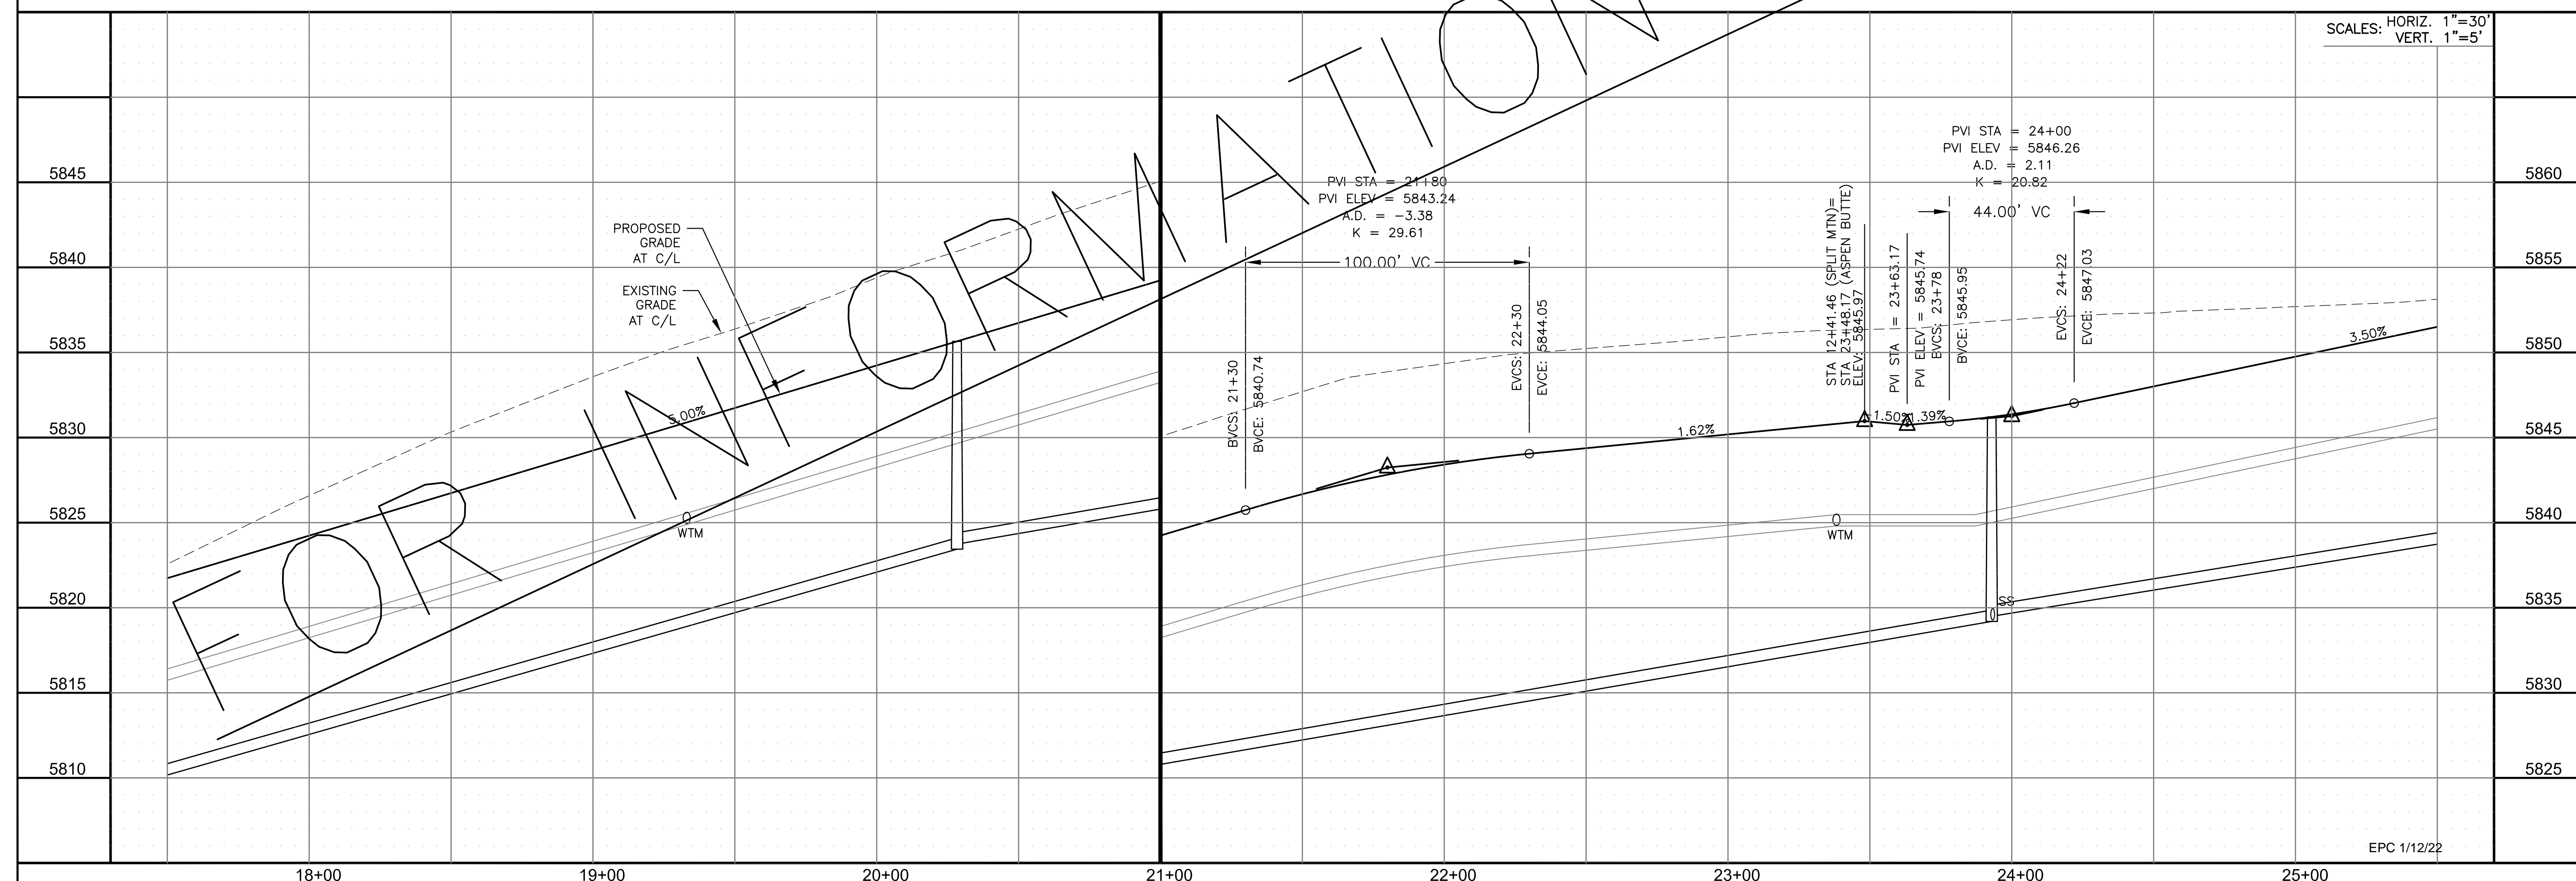 SCALES: HORIZ. 1"=30'
VERT. 1"=5'
FOR INFORMATION
PVI STA = 24+00
PVI ELEV = 5846.26
A.D. = 2.11
K = 20.82
44.00' VC
PVI STA = 21+80
PVI ELEV = 5843.24
A.D. = -3.38
K = 29.61
100.00' VC
PROPOSED
GRADE
AT C/L
EXISTING
GRADE
AT C/L
5.00%
WTM
BVCS: 21+30
BVCE: 5840.74
EVCS: 22+30
EVCE: 5844.05
1.62%
STA 12+41.46 (SPLIT MTN)=
STA 23+48.17 (ASPEN BUTTE)
ELEV: 5845.97
PVI STA = 23+63.17
PVI ELEV = 5845.74
BVCS: 23+78
BVCE: 5845.95
EVCS: 24+22
EVCE: 5847.03
-1.50%
1.39%
3.50%
WTM
SS
5845
5840
5835
5830
5825
5820
5815
5810
5860
5855
5850
5845
5840
5835
5830
5825
EPC 1/12/22
18+00
19+00
20+00
21+00
22+00
23+00
24+00
25+00